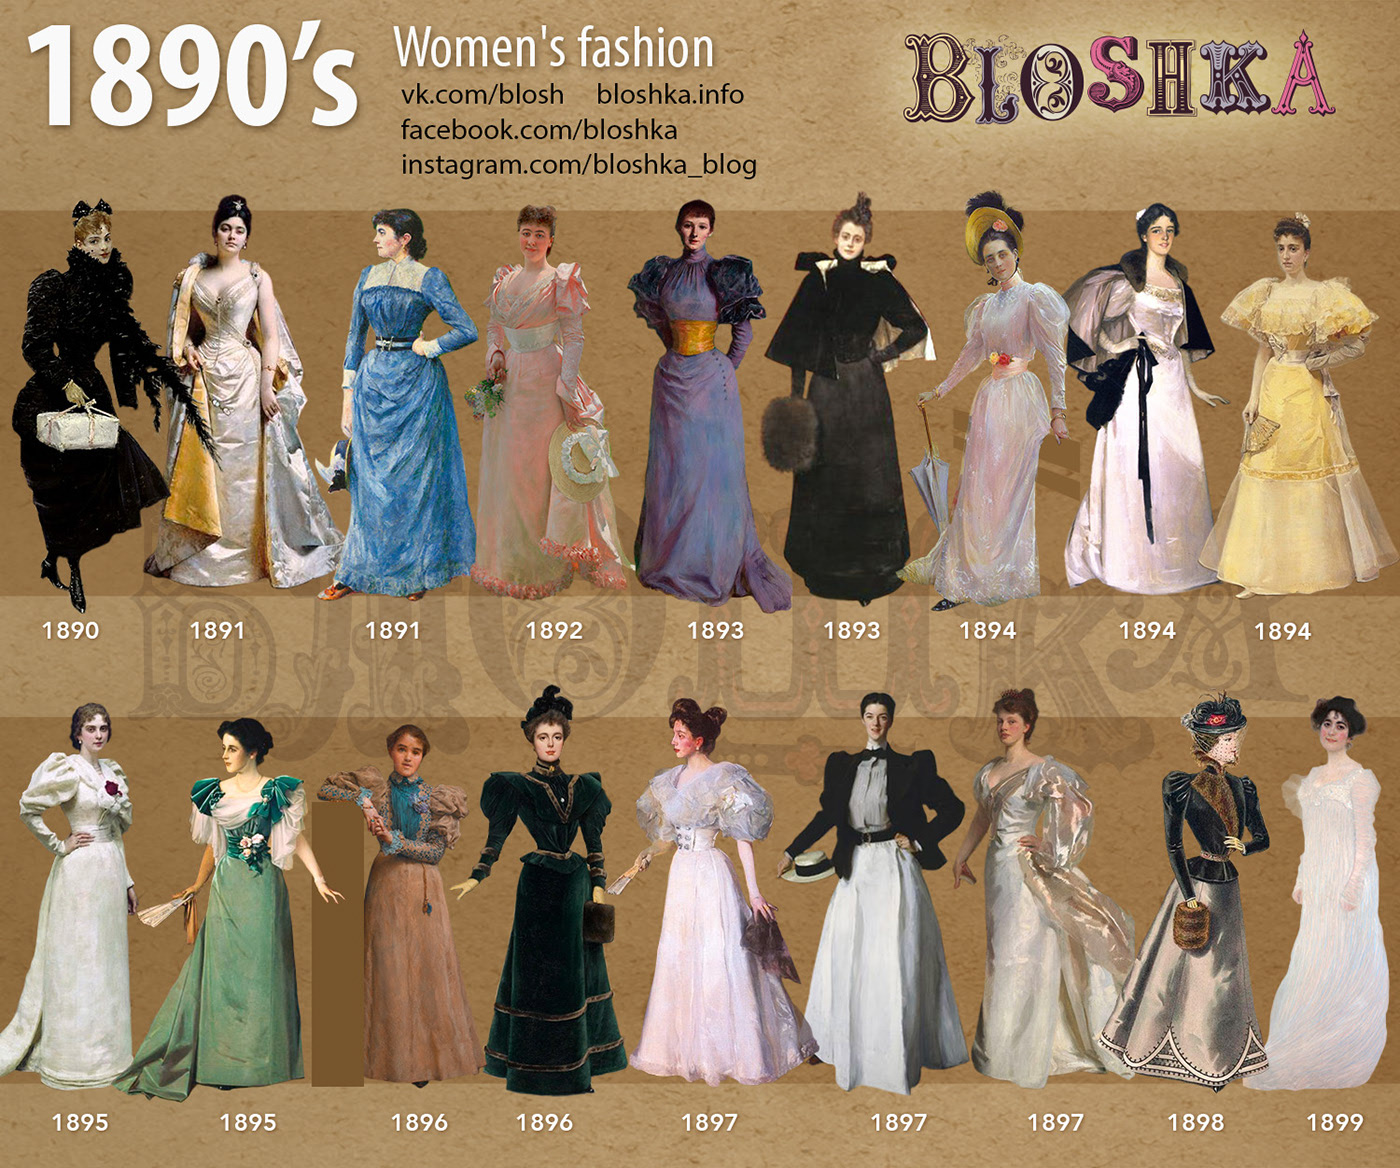 1890's
Women's fashion
vk.com/blosh bloshka.info
facebook.com/bloshka
instagram.com/bloshka_blog
BLOSHKA
1890 1891 1891 1892 1893 1893 1894 1894 1894
1895 1895 1896 1896 1897 1897 1897 1898 1899